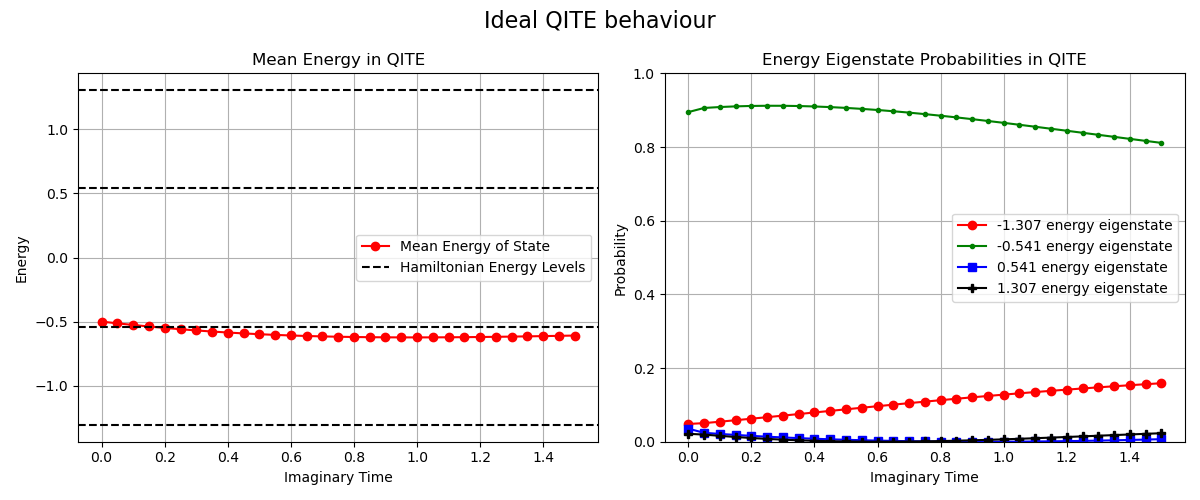 Ideal QITE behaviour
Mean Energy in QITE
Energy
1.0
0.5
0.0
−0.5
−1.0
Mean Energy of State
Hamiltonian Energy Levels
0.0 0.2 0.4 0.6 0.8 1.0 1.2 1.4
Imaginary Time
Energy Eigenstate Probabilities in QITE
Probability
1.0
0.8
0.6
0.4
0.2
0.0
-1.307 energy eigenstate
-0.541 energy eigenstate
0.541 energy eigenstate
1.307 energy eigenstate
0.0 0.2 0.4 0.6 0.8 1.0 1.2 1.4
Imaginary Time